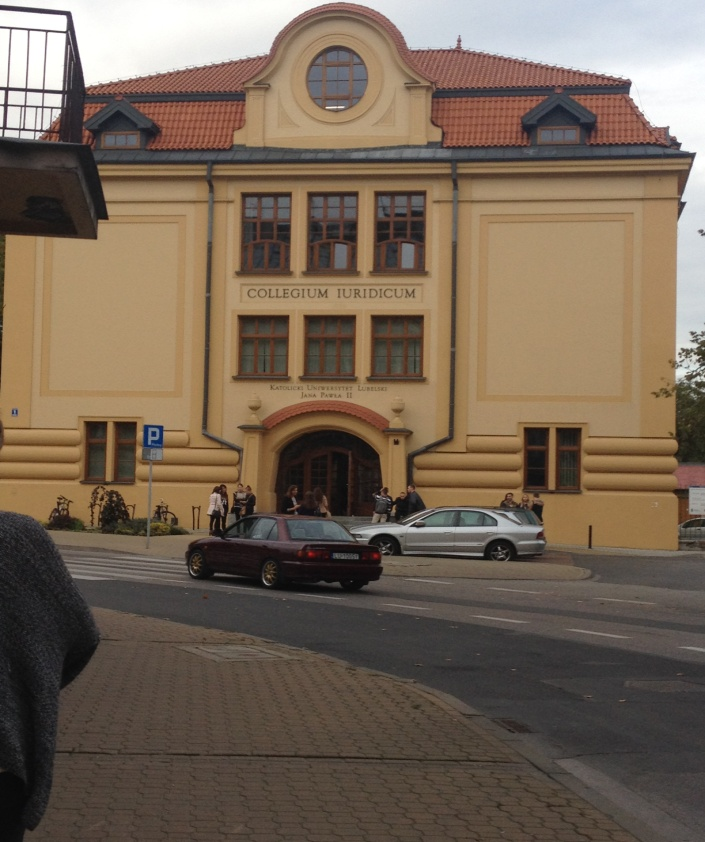 COLLEGIUM IURIDICUM
KATOLICKI UNIWERSYTET LUBELSKI
JANA PAWŁA II
P